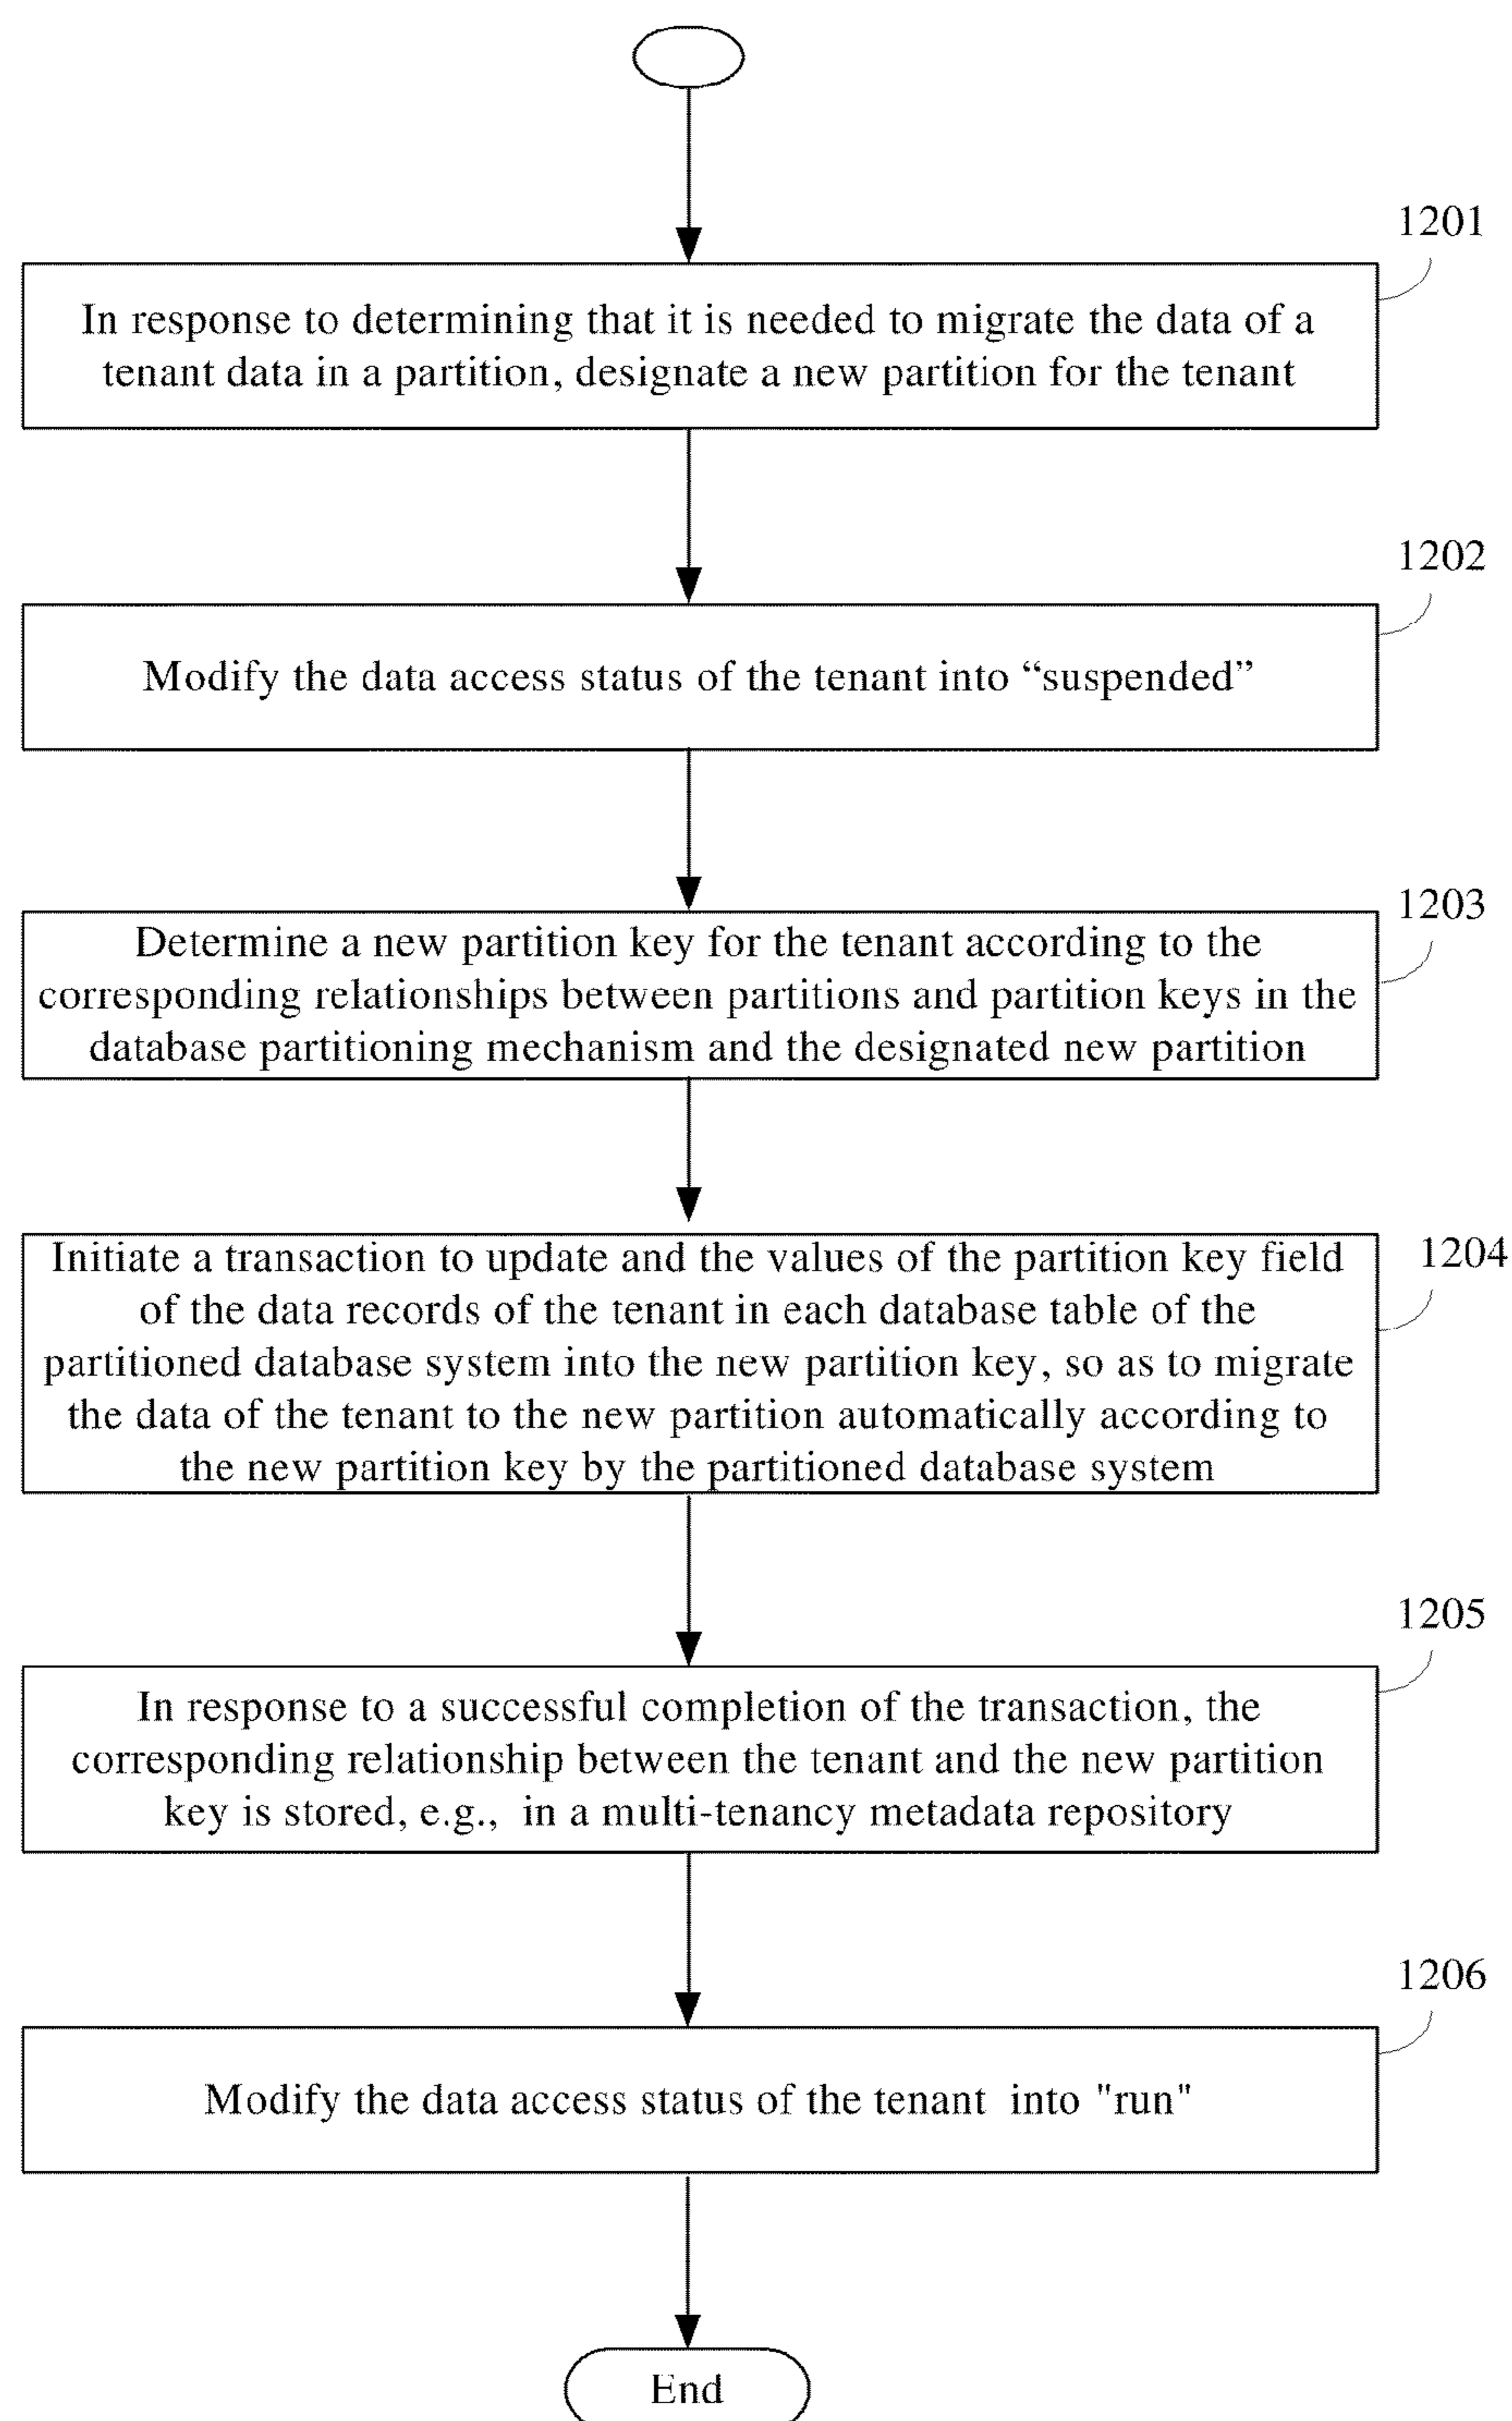 1201
In response to determining that it is needed to migrate the data of a
tenant data in a partition, designate a new partition for the tenant
1202
Modify the data access status of the tenant into “suspended”
1203
Determine a new partition key for the tenant according to the
corresponding relationships between partitions and partition keys in the
database partitioning mechanism and the designated new partition
1204
Initiate a transaction to update and the values of the partition key field
of the data records of the tenant in each database table of the
partitioned database system into the new partition key, so as to migrate
the data of the tenant to the new partition automatically according to
the new partition key by the partitioned database system
1205
In response to a successful completion of the transaction, the
corresponding relationship between the tenant and the new partition
key is stored, e.g., in a multi-tenancy metadata repository
1206
Modify the data access status of the tenant into "run"
End